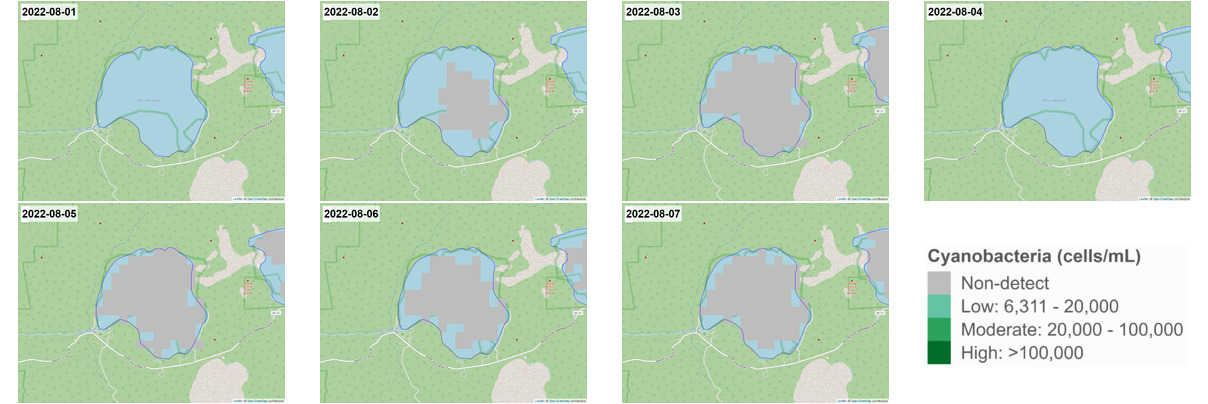 2022-08-01
2022-08-02
2022-08-03
2022-08-04
2022-08-05
2022-08-06
2022-08-07
Cyanobacteria (cells/mL)
Non-detect
Low: 6,311 - 20,000
Moderate: 20,000 - 100,000
High: >100,000